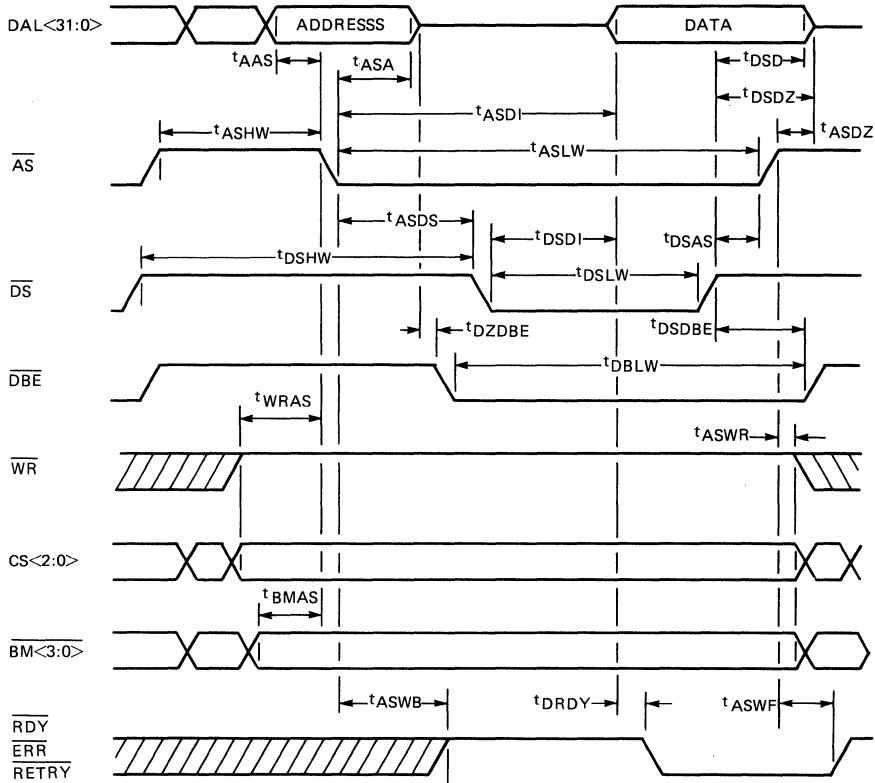 DAL<31:0>
ADDRESSS
DATA
tAAS
tASA
tDSD
tDSDZ
tASDI
tASDZ
tASHW
tASLW
AS
tASDS
tDSDI
tDSAS
tDSHW
tDSLW
DS
tDZDBE
tDSDBE
tDBLW
DBE
tWRAS
tASWR
WR
CS<2:0>
tBMAS
BM<3:0>
tASWB
tDRDY
tASWF
RDY
ERR
RETRY